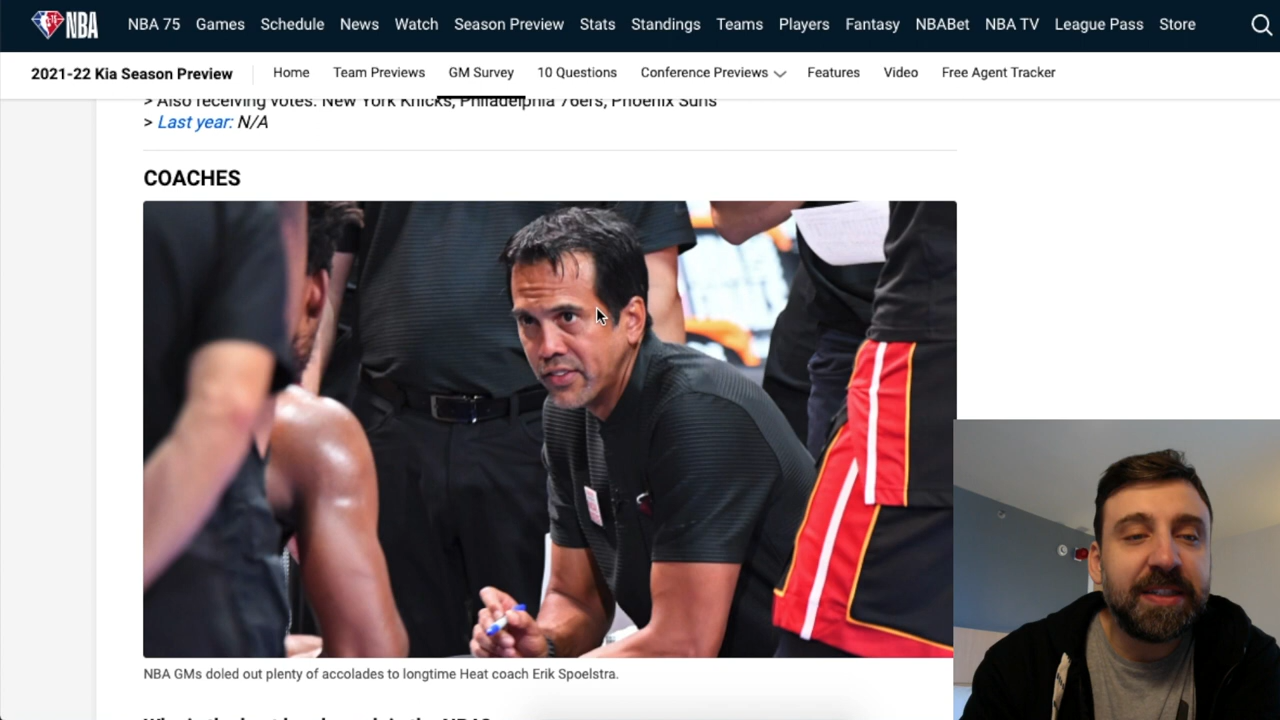 NBA NBA 75 Games Schedule News Watch Season Preview Stats Standings Teams Players Fantasy NBABet NBA TV League Pass Store
2021-22 Kia Season Preview Home Team Previews GM Survey 10 Questions Conference Previews Features Video Free Agent Tracker
> Also receiving votes: New York Knicks, Philadelphia 76ers, Phoenix Suns
> Last year: N/A
COACHES
NBA GMs doled out plenty of accolades to longtime Heat coach Erik Spoelstra.